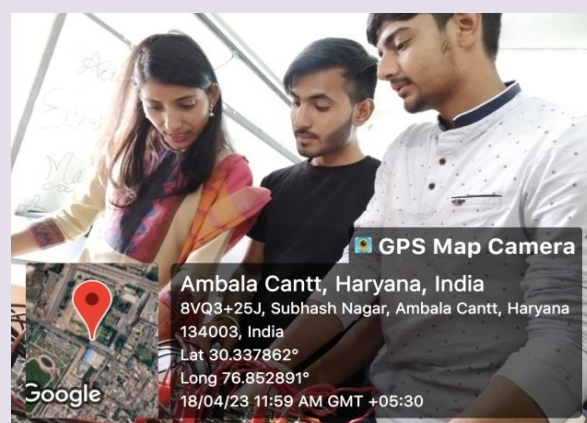 GPS Map Camera
Ambala Cantt, Haryana, India
8VQ3+25J, Subhash Nagar, Ambala Cantt, Haryana
134003, India
Lat 30.337862°
Long 76.852891°
18/04/23 11:59 AM GMT +05:30
Google